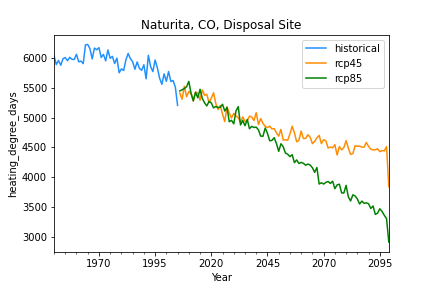 Naturita, CO, Disposal Site
historical
rcp45
rcp85
heating_degree_days
6000
5500
5000
4500
4000
3500
3000
1970
1995
2020
2045
2070
2095
Year